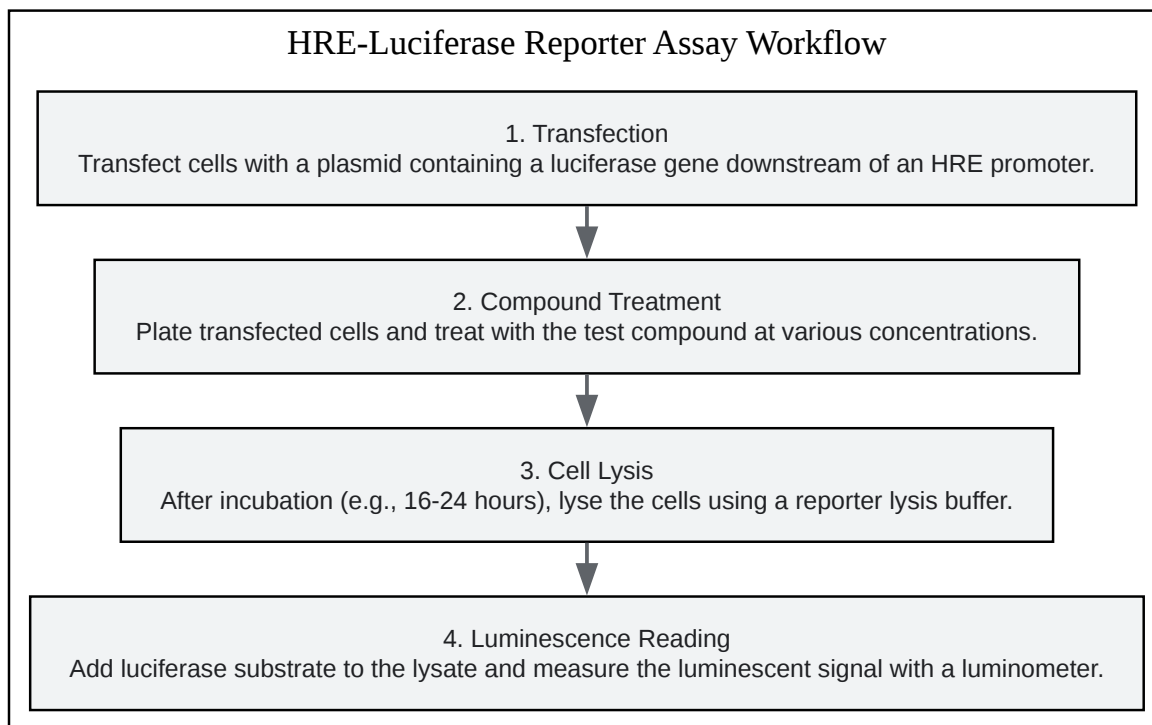 HRE-Luciferase Reporter Assay Workflow
1. Transfection
Transfect cells with a plasmid containing a luciferase gene downstream of an HRE promoter.
2. Compound Treatment
Plate transfected cells and treat with the test compound at various concentrations.
3. Cell Lysis
After incubation (e.g., 16-24 hours), lyse the cells using a reporter lysis buffer.
4. Luminescence Reading
Add luciferase substrate to the lysate and measure the luminescent signal with a luminometer.